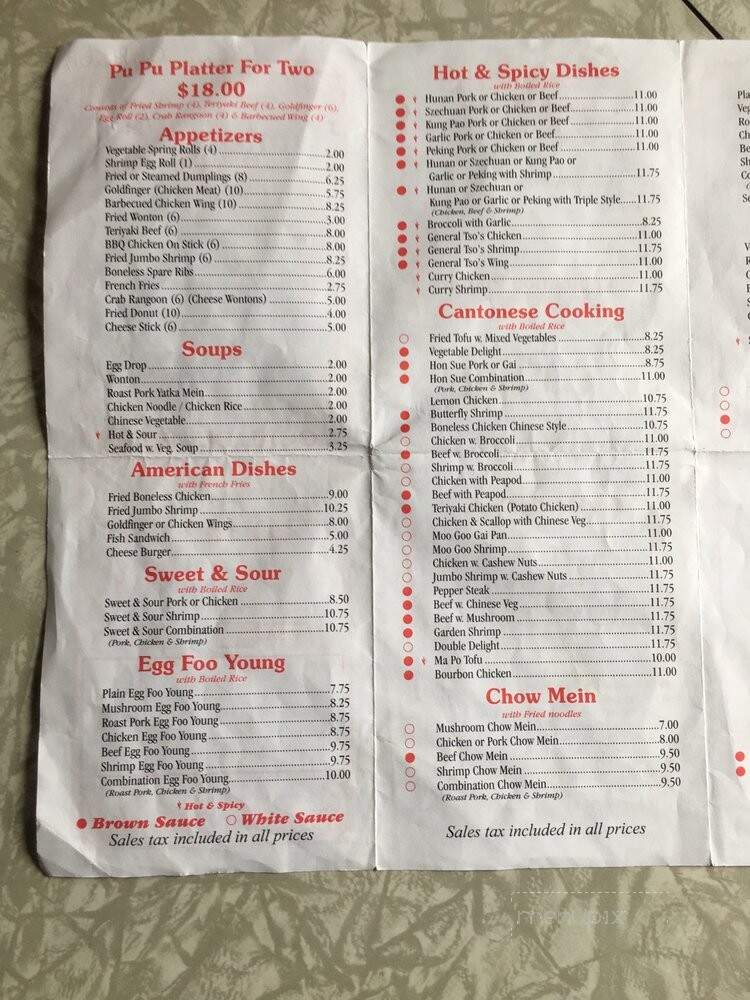 Pu Pu Platter For Two
$18.00
Consists of Fried Shrimp (4), Teriyaki Beef (4), Goldfinger (6),
Egg Roll (2), Crab Rangoon (4) & Barbecued Wing (4)
Appetizers
Vegetable Spring Rolls (4) 2.00
Shrimp Egg Roll (1) 2.00
Fried or Steamed Dumplings (8) 6.25
Goldfinger (Chicken Meat) (10) 5.75
Barbecued Chicken Wing (10) 8.25
Fried Wonton (6) 3.00
Teriyaki Beef (6) 8.00
BBQ Chicken On Stick (6) 8.00
Fried Jumbo Shrimp (6) 8.25
Boneless Spare Ribs 6.00
French Fries 2.75
Crab Rangoon (6) (Cheese Wontons) 5.00
Fried Donut (10) 4.00
Cheese Stick (6) 5.00
Soups
Egg Drop 2.00
Wonton 2.00
Roast Pork Yatka Mein 2.00
Chicken Noodle / Chicken Rice 2.00
Chinese Vegetable 2.00
Hot & Sour 2.75
Seafood w. Veg. Soup 3.25
American Dishes
with French Fries
Fried Boneless Chicken 9.00
Fried Jumbo Shrimp 10.25
Goldfinger or Chicken Wings 8.00
Fish Sandwich 5.00
Cheese Burger 4.25
Sweet & Sour
with Boiled Rice
Sweet & Sour Pork or Chicken 8.50
Sweet & Sour Shrimp 10.75
Sweet & Sour Combination 10.75
(Pork, Chicken & Shrimp)
Egg Foo Young
with Boiled Rice
Plain Egg Foo Young 7.75
Mushroom Egg Foo Young 8.25
Roast Pork Egg Foo Young 8.75
Chicken Egg Foo Young 8.75
Beef Egg Foo Young 9.75
Shrimp Egg Foo Young 9.75
Combination Egg Foo Young 10.00
(Roast Pork, Chicken & Shrimp)
Hot & Spicy
Brown Sauce White Sauce
Sales tax included in all prices
Hot & Spicy Dishes
with Boiled Rice
Hunan Pork or Chicken or Beef 11.00
Szechuan Pork or Chicken or Beef 11.00
Kung Pao Pork or Chicken or Beef 11.00
Garlic Pork or Chicken or Beef 11.00
Peking Pork or Chicken or Beef 11.00
Hunan or Szechuan or Kung Pao or
Garlic or Peking with Shrimp 11.75
Hunan or Szechuan or
Kung Pao or Garlic or Peking with Triple Style 11.75
(Chicken, Beef & Shrimp)
Broccoli with Garlic 8.25
General Tso's Chicken 11.00
General Tso's Shrimp 11.75
General Tso's Wing 11.00
Curry Chicken 11.00
Curry Shrimp 11.75
Cantonese Cooking
with Boiled Rice
Fried Tofu w. Mixed Vegetables 8.25
Vegetable Delight 8.25
Hon Sue Pork or Gai 8.75
Hon Sue Combination 11.00
(Pork, Chicken & Shrimp)
Lemon Chicken 10.75
Butterfly Shrimp 11.75
Boneless Chicken Chinese Style 10.75
Chicken w. Broccoli 11.00
Beef w. Broccoli 11.75
Shrimp w. Broccoli 11.75
Chicken with Peapod 11.00
Beef with Peapod 11.75
Teriyaki Chicken (Potato Chicken) 11.00
Chicken & Scallop with Chinese Veg 11.75
Moo Goo Gai Pan 11.00
Moo Goo Shrimp 11.75
Chicken w. Cashew Nuts 11.00
Jumbo Shrimp w. Cashew Nuts 11.75
Pepper Steak 11.75
Beef w. Chinese Veg 11.75
Beef w. Mushroom 11.75
Garden Shrimp 11.75
Double Delight 11.75
Ma Po Tofu 10.00
Bourbon Chicken 11.00
Chow Mein
with Fried noodles
Mushroom Chow Mein 7.00
Chicken or Pork Chow Mein 8.00
Beef Chow Mein 9.50
Shrimp Chow Mein 9.50
Combination Chow Mein 9.50
(Roast Pork, Chicken & Shrimp)
Sales tax included in all prices